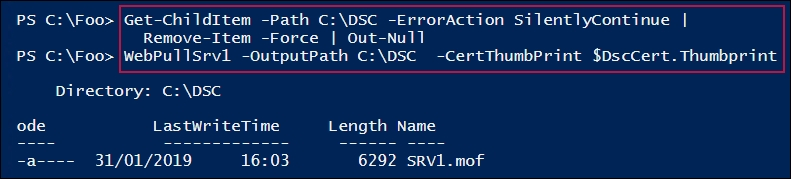 PS C:\Foo> Get-ChildItem -Path C:\DSC -ErrorAction SilentlyContinue |
Remove-Item -Force | Out-Null
PS C:\Foo> WebPullSrv1 -OutputPath C:\DSC -CertThumbPrint $DscCert.Thumbprint
Directory: C:\DSC
ode LastWriteTime Length Name
---- ------------- ------ ----
-a---- 31/01/2019 16:03 6292 SRV1.mof